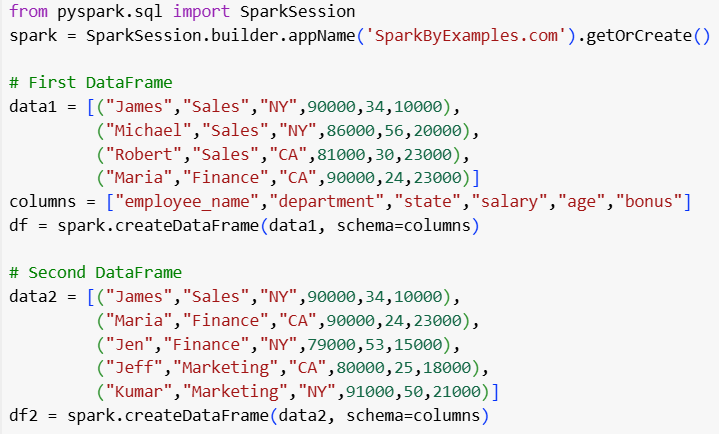 from pyspark.sql import SparkSession
spark = SparkSession.builder.appName('SparkByExamples.com').getOrCreate()
# First DataFrame
data1 = [("James","Sales","NY",90000,34,10000),
("Michael","Sales","NY",86000,56,20000),
("Robert","Sales","CA",81000,30,23000),
("Maria","Finance","CA",90000,24,23000)]
columns = ["employee_name","department","state","salary","age","bonus"]
df = spark.createDataFrame(data1, schema=columns)
# Second DataFrame
data2 = [("James","Sales","NY",90000,34,10000),
("Maria","Finance","CA",90000,24,23000),
("Jen","Finance","NY",79000,53,15000),
("Jeff","Marketing","CA",80000,25,18000),
("Kumar","Marketing","NY",91000,50,21000)]
df2 = spark.createDataFrame(data2, schema=columns)